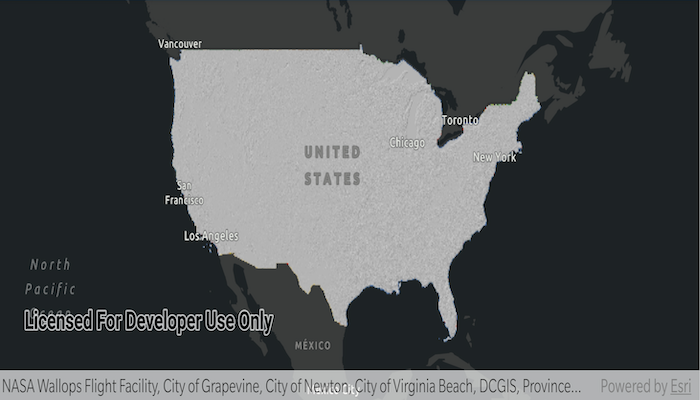 Vancouver
Toronto
Chicago
UNITED
STATES
New York
San
Francisco
Los Angeles
North
Pacific
Licensed For Developer Use Only
MÉXICO
NASA Wallops Flight Facility, City of Grapevine, City of Newton, City of Virginia Beach, DCGIS, Province... Powered by Esri